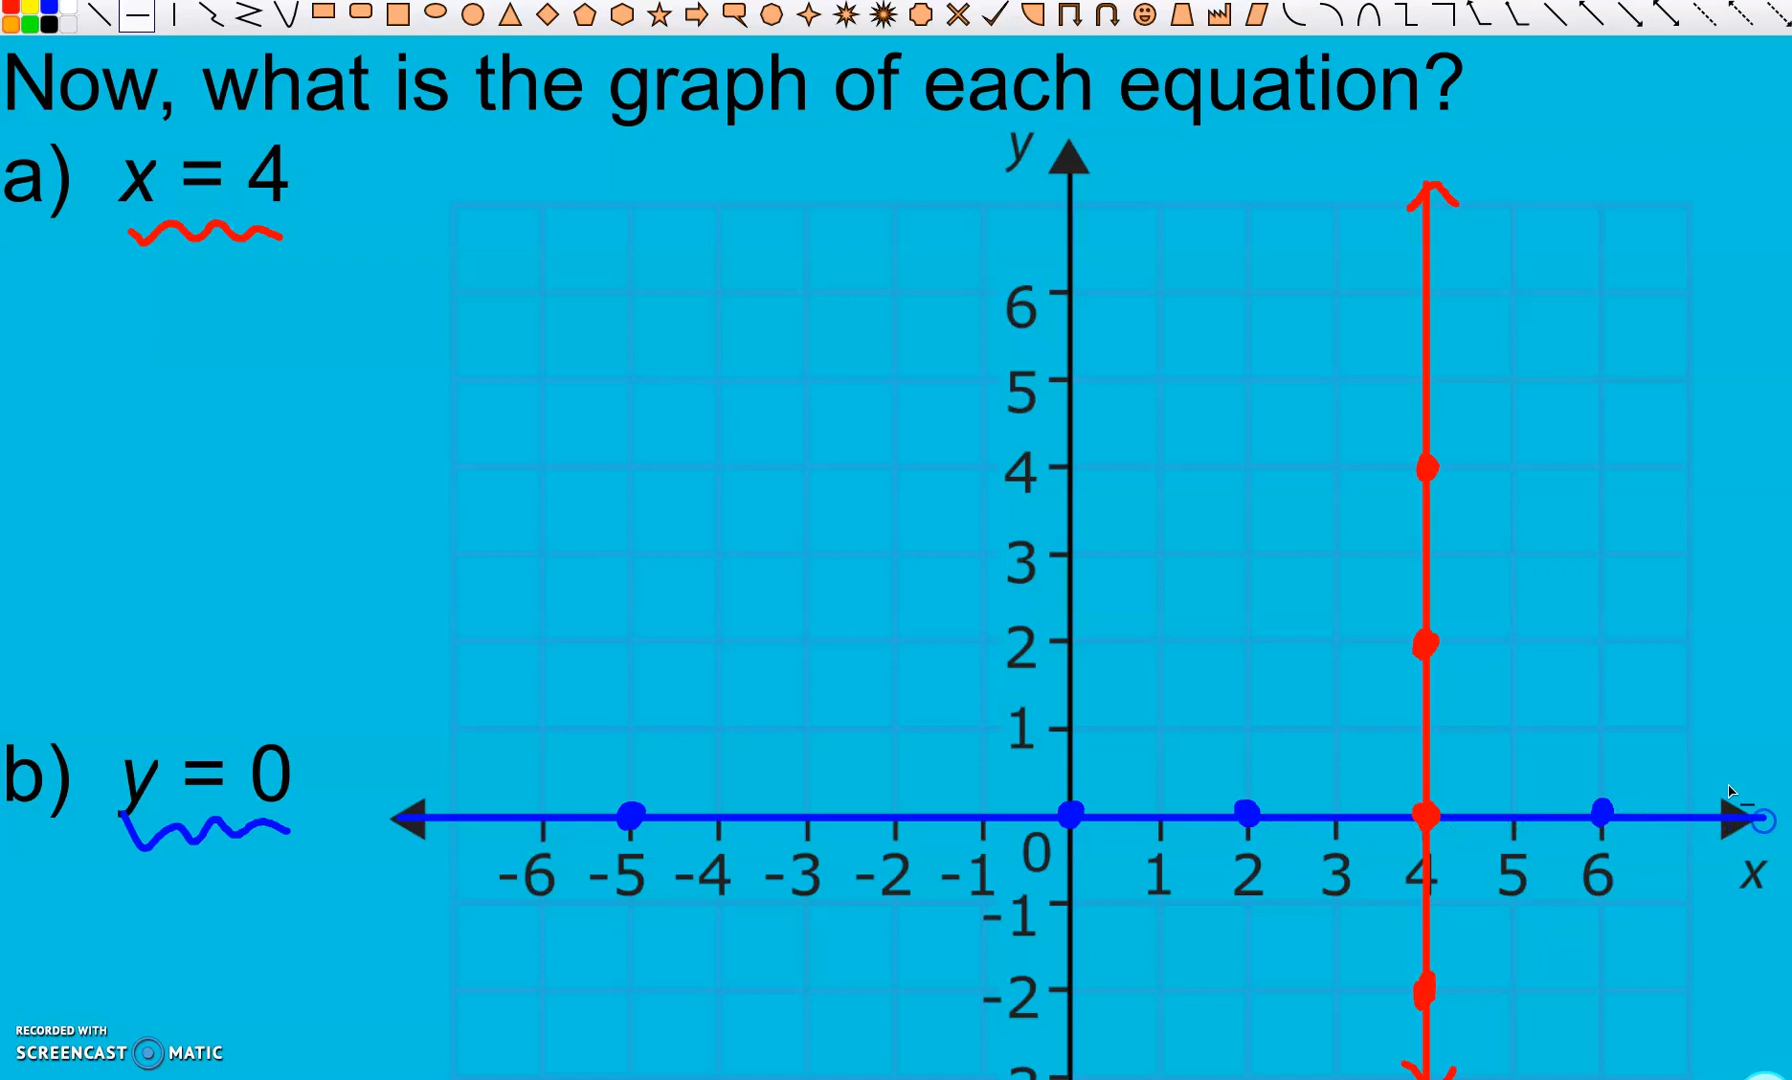 Now, what is the graph of each equation?
a) x = 4
y
6
5
4
3
2
1
b) y = 0
0
-6 -5 -4 -3 -2 -1 1 2 3 4 5 6 x
-1
-2
RECORDED WITH
SCREENCAST MATIC